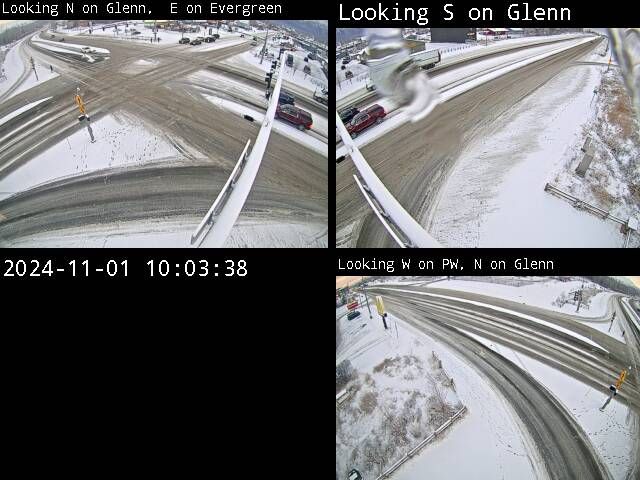 Looking N on Glenn,  E on Evergreen
Looking S on Glenn
2024-11-01 10:03:38
Looking W on PW, N on Glenn